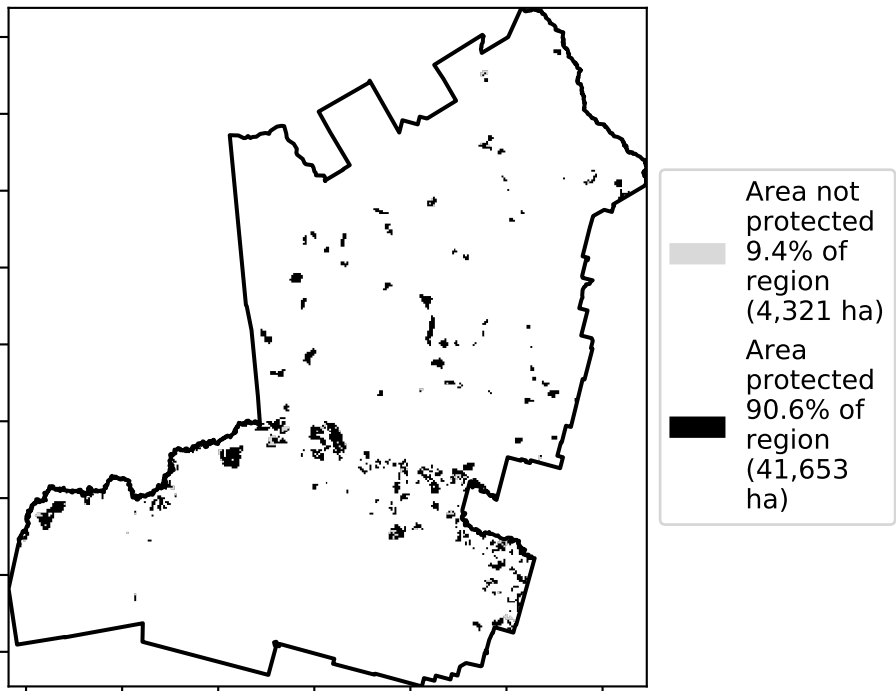 Area not
protected
9.4% of
region
(4,321 ha)
Area
protected
90.6% of
region
(41,653
ha)